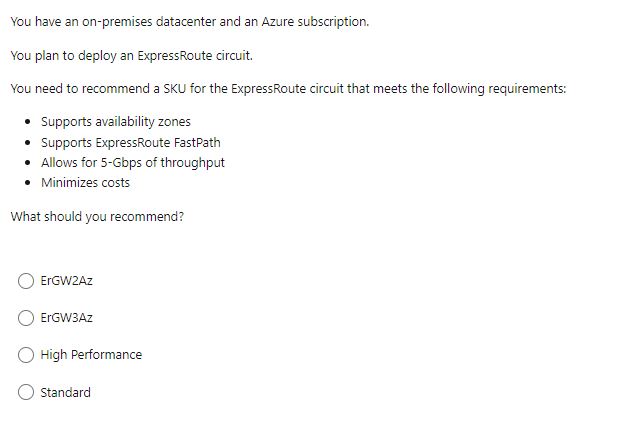 You have an on-premises datacenter and an Azure subscription.
You plan to deploy an ExpressRoute circuit.
You need to recommend a SKU for the ExpressRoute circuit that meets the following requirements:
• Supports availability zones
• Supports ExpressRoute FastPath
• Allows for 5-Gbps of throughput
• Minimizes costs
What should you recommend?
ErGW2Az
ErGW3Az
High Performance
Standard